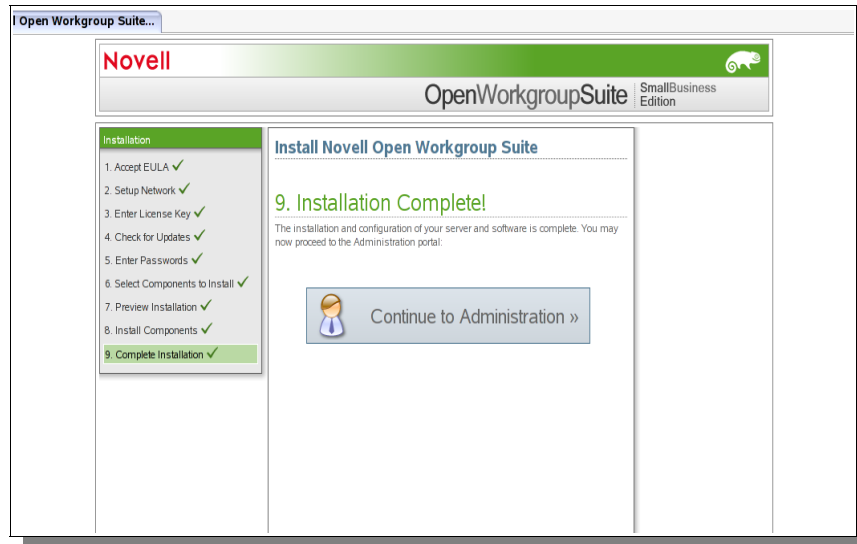 l Open Workgroup Suite...
Novell
OpenWorkgroupSuite
SmallBusiness
Edition
Installation
1. Accept EULA ✓
2. Setup Network ✓
3. Enter License Key ✓
4. Check for Updates ✓
5. Enter Passwords ✓
6. Select Components to Install ✓
7. Preview Installation ✓
8. Install Components ✓
9. Complete Installation ✓
Install Novell Open Workgroup Suite
9. Installation Complete!
The installation and configuration of your server and software is complete. You may
now proceed to the Administration portal:
Continue to Administration »